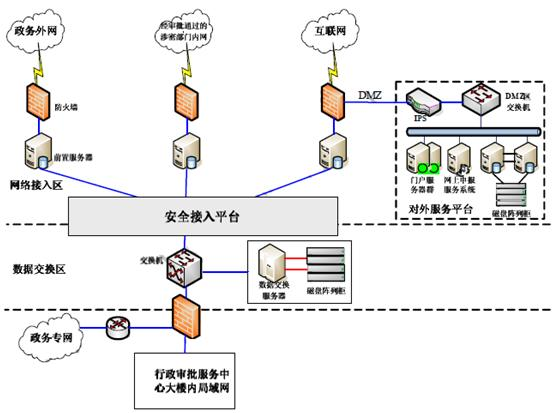 政务外网
经审批通过的
涉密部门内网
互联网
防火墙
DMZ
IPS
DMZ区
交换机
前置服务器
门户服
务器群
网上申报
服务系统
磁盘阵列柜
对外服务平台
网络接入区
安全接入平台
交换机
数据交换区
数据交换
服务器
磁盘阵列柜
政务专网
行政审批服务中
心大楼内局域网